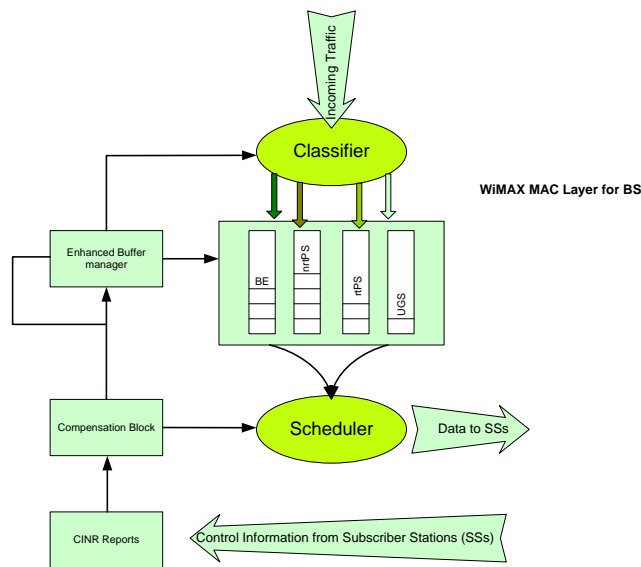 Incoming Traffic
Classifier
WiMAX MAC Layer for BS
Enhanced Buffer
manager
BE
nrtPS
rtPS
UGS
Compensation Block
Scheduler
Data to SSs
CINR Reports
Control Information from Subscriber Stations (SSs)